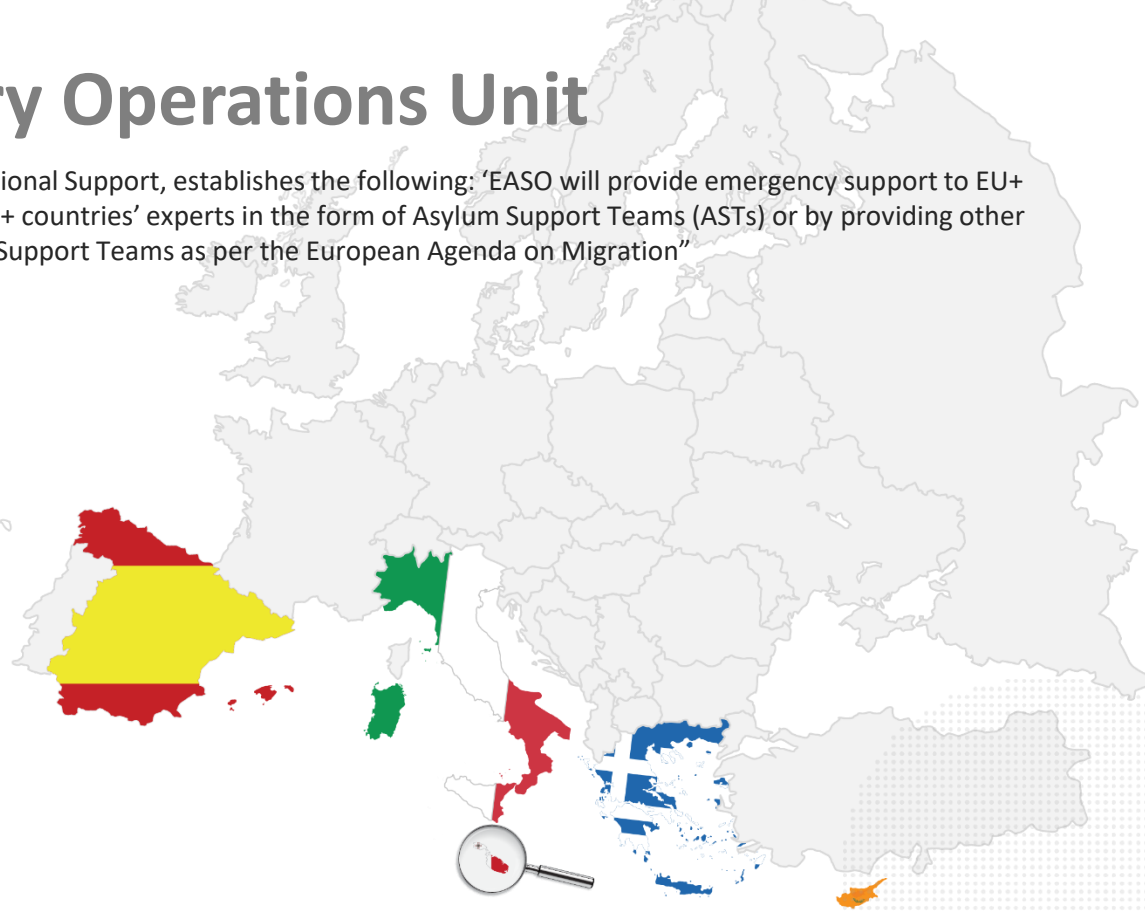 ry Operations Unit
ional Support, establishes the following: ‘EASO will provide emergency support to EU+
+ countries’ experts in the form of Asylum Support Teams (ASTs) or by providing other
Support Teams as per the European Agenda on Migration”